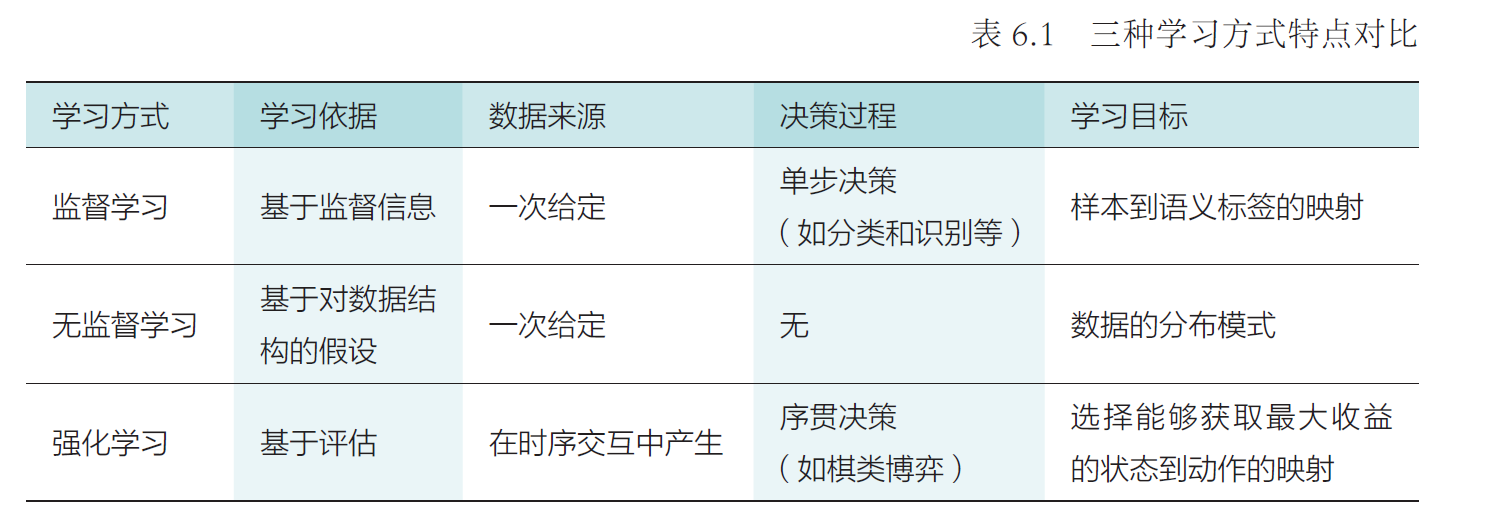 表 6.1 三种学习方式特点对比
学习方式 学习依据 数据来源 决策过程 学习目标
监督学习 基于监督信息 一次给定 单步决策 样本到语义标签的映射
（如分类和识别等）
无监督学习 基于对数据结 一次给定 无 数据的分布模式
构的假设
强化学习 基于评估 在时序交互中产生 序贯决策 选择能够获取最大收益
（如棋类博弈） 的状态到动作的映射